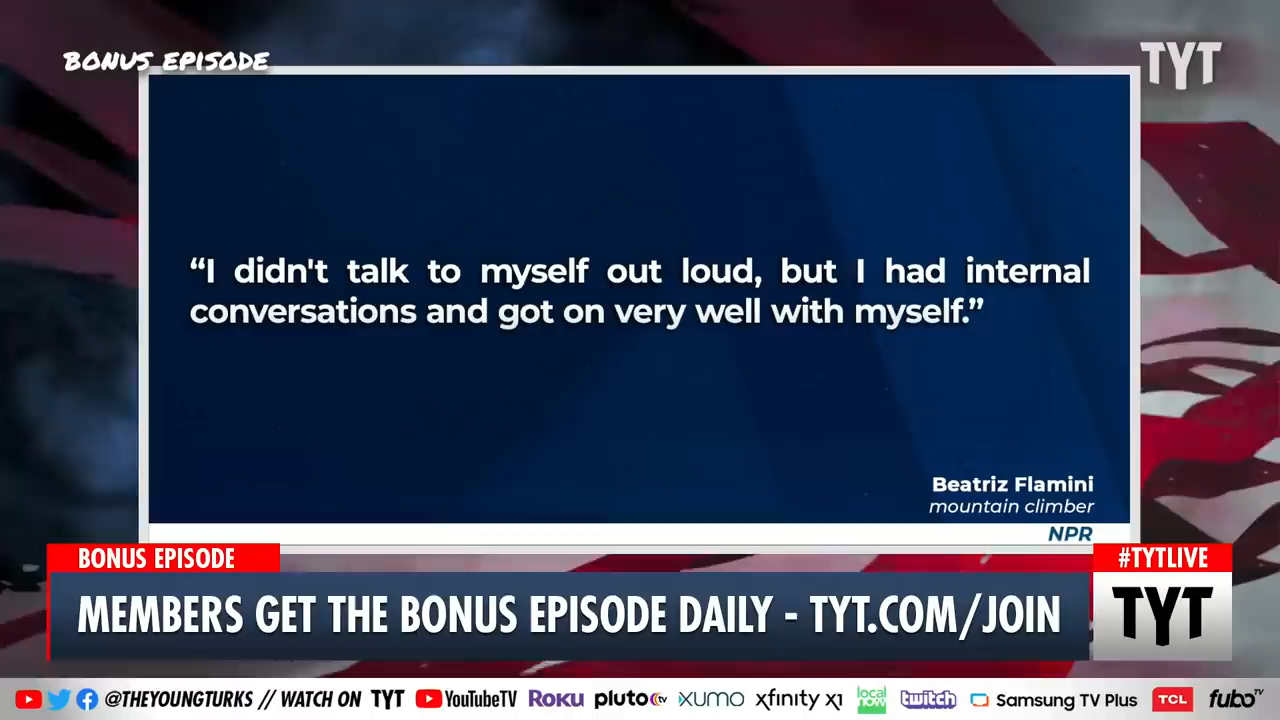 BONUS EPISODE
TYT
“I didn't talk to myself out loud, but I had internal
conversations and got on very well with myself.”
Beatriz Flamini
mountain climber
NPR
BONUS EPISODE
#TYTLIVE
MEMBERS GET THE BONUS EPISODE DAILY - TYT.COM/JOIN
TYT
@THEYOUNGTURKS // WATCH ON TYT YouTubeTV ROKU pluto tv XUMO xfinity X1 local now twitch Samsung TV Plus TCL fubo TV